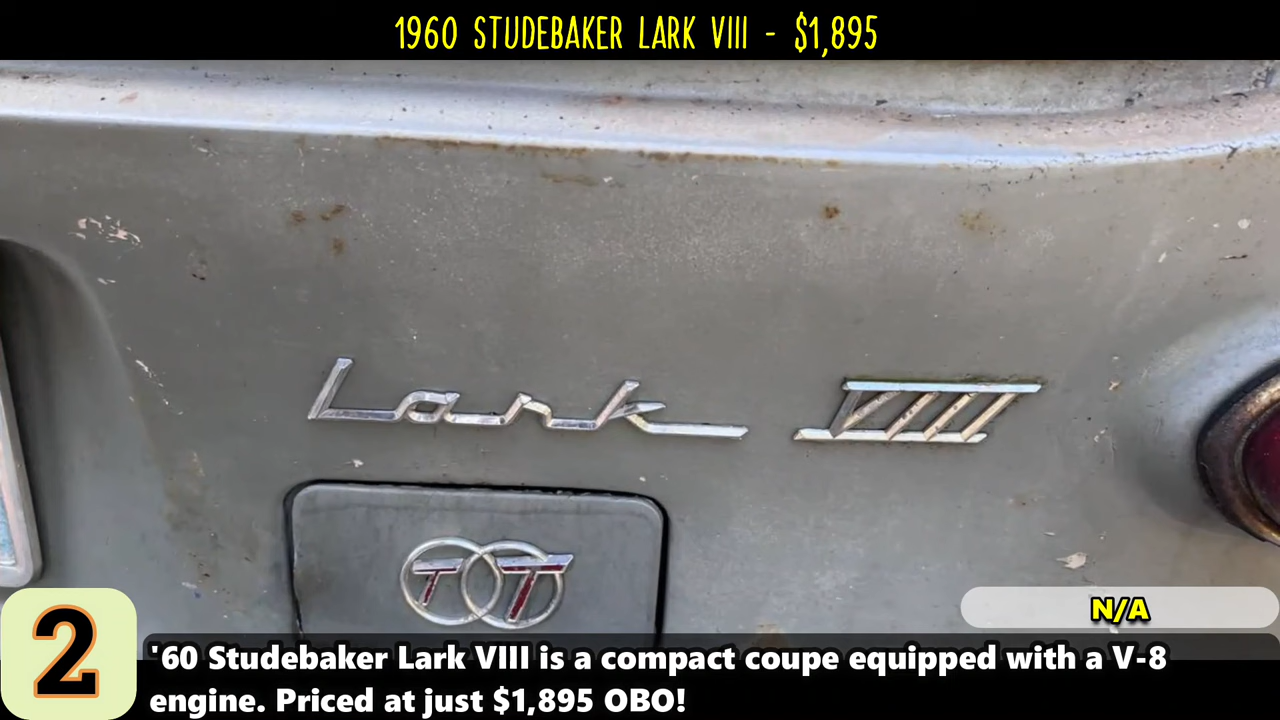 1960 STUDEBAKER LARK VIII - $1,895
Lark VIII
TT
N/A
2
'60 Studebaker Lark VIII is a compact coupe equipped with a V-8
engine. Priced at just $1,895 OBO!